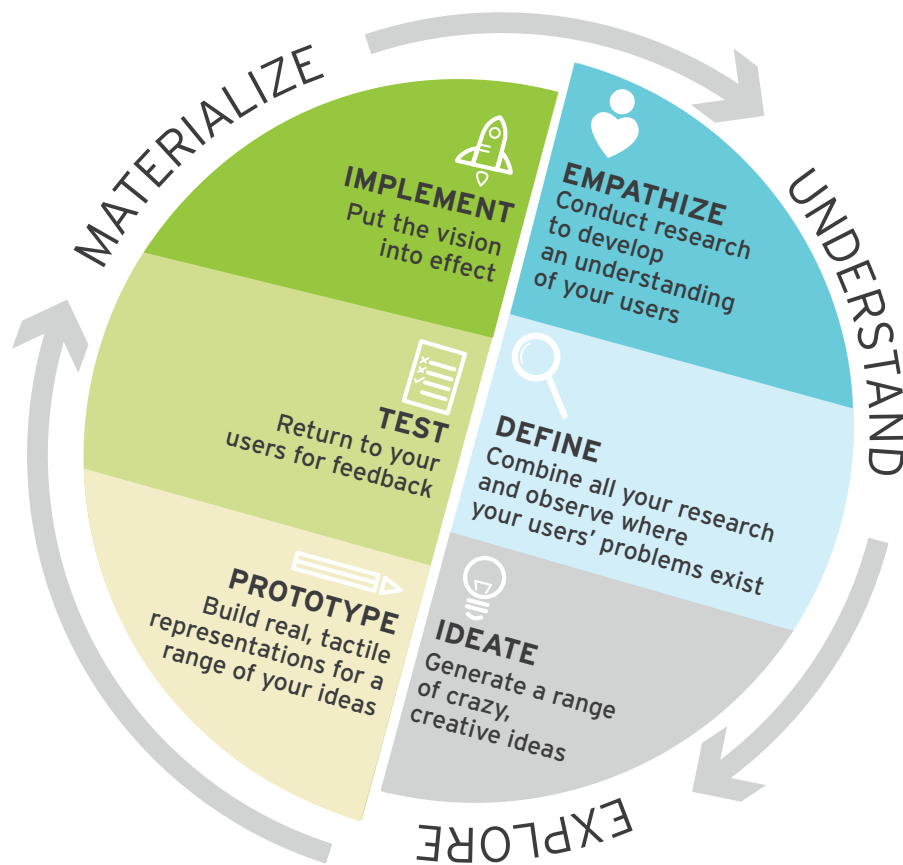 MATERIALIZE
UNDERSTAND
EXPLORE
EMPATHIZE
Conduct research
to develop
an understanding
of your users
DEFINE
Combine all your research
and observe where
your users’ problems exist
IDEATE
Generate a range
of crazy,
creative ideas
PROTOTYPE
Build real, tactile
representations for a
range of your ideas
TEST
Return to your
users for feedback
IMPLEMENT
Put the vision
into effect